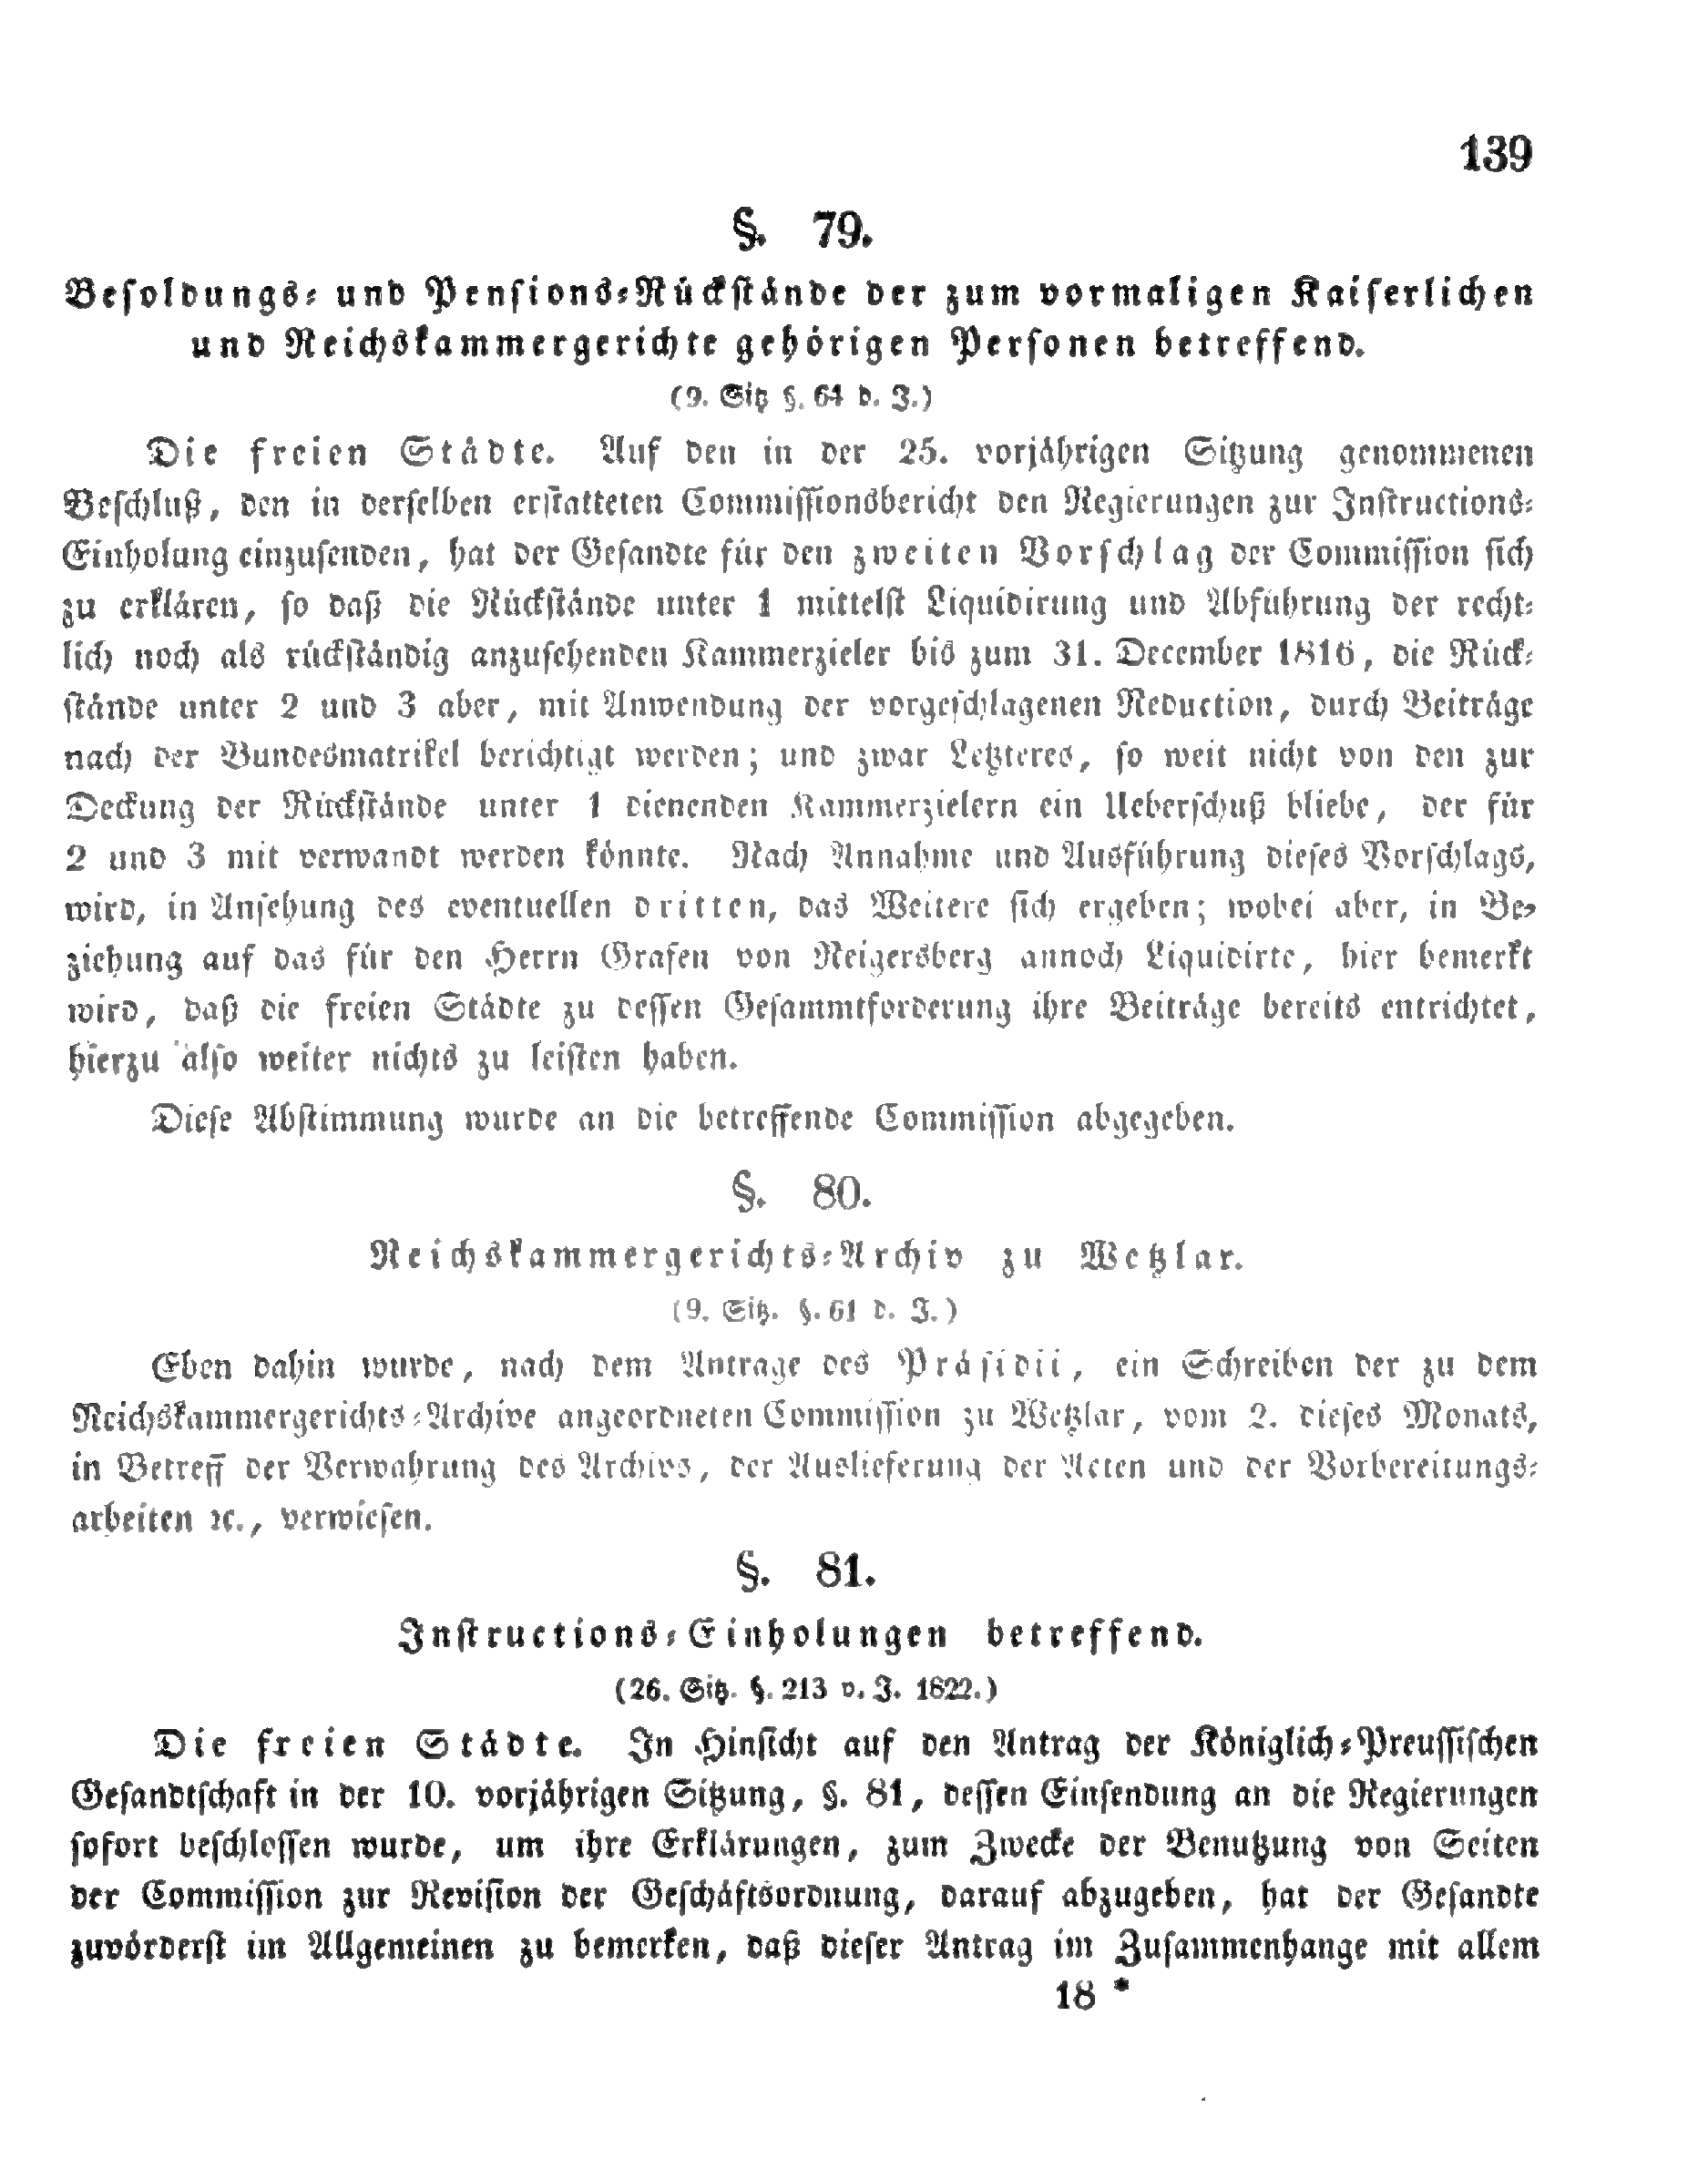 139
§. 79.
Besoldungs- und Pensions-Rückstände der zum vormaligen Kaiserlichen
und Reichskammergerichte gehörigen Personen betreffend.
(9. Sitz §. 64 d. J.)
Die freien Städte. Auf den in der 25. vorjährigen Sitzung genommenen
Beschluß, den in derselben erstatteten Commissionsbericht den Regierungen zur Instructions-
Einholung einzusenden, hat der Gesandte für den zweiten Vorschlag der Commission sich
zu erklären, so daß die Rückstände unter 1 mittelst Liquidirung und Abführung der recht-
lich noch als rückständig anzusehenden Kammerzieler bis zum 31. December 1816, die Rück-
stände unter 2 und 3 aber, mit Anwendung der vorgeschlagenen Reduction, durch Beiträge
nach der Bundesmatrikel berichtigt werden; und zwar Letzteres, so weit nicht von den zur
Deckung der Rückstände unter 1 dienenden Kammerzielern ein Ueberschuß bliebe, der für
2 und 3 mit verwandt werden könnte. Nach Annahme und Ausführung dieses Vorschlags,
wird, in Ansehung des eventuellen dritten, das Weitere sich ergeben; wobei aber, in Be-
ziehung auf das für den Herrn Grafen von Reigersberg annoch Liquidirte, hier bemerkt
wird, daß die freien Städte zu dessen Gesammtforderung ihre Beiträge bereits entrichtet,
hierzu also weiter nichts zu leisten haben.
Diese Abstimmung wurde an die betreffende Commission abgegeben.
§. 80.
Reichskammergerichts-Archiv zu Wetzlar.
(9. Sitz. §. 61 d. J.)
Eben dahin wurde, nach dem Antrage des Präsidii, ein Schreiben der zu dem
Reichskammergerichts-Archive angeordneten Commission zu Wetzlar, vom 2. dieses Monats,
in Betreff der Verwahrung des Archivs, der Auslieferung der Acten und der Vorbereitungs-
arbeiten ꝛc., verwiesen.
§. 81.
Instructions-Einholungen betreffend.
(26. Sitz. §. 213 v. J. 1822.)
Die freien Städte. In Hinsicht auf den Antrag der Königlich-Preussischen
Gesandtschaft in der 10. vorjährigen Sitzung, §. 81, dessen Einsendung an die Regierungen
sofort beschlossen wurde, um ihre Erklärungen, zum Zwecke der Benutzung von Seiten
der Commission zur Revision der Geschäftsordnung, darauf abzugeben, hat der Gesandte
zuvörderst im Allgemeinen zu bemerken, daß dieser Antrag im Zusammenhange mit allem
18 *